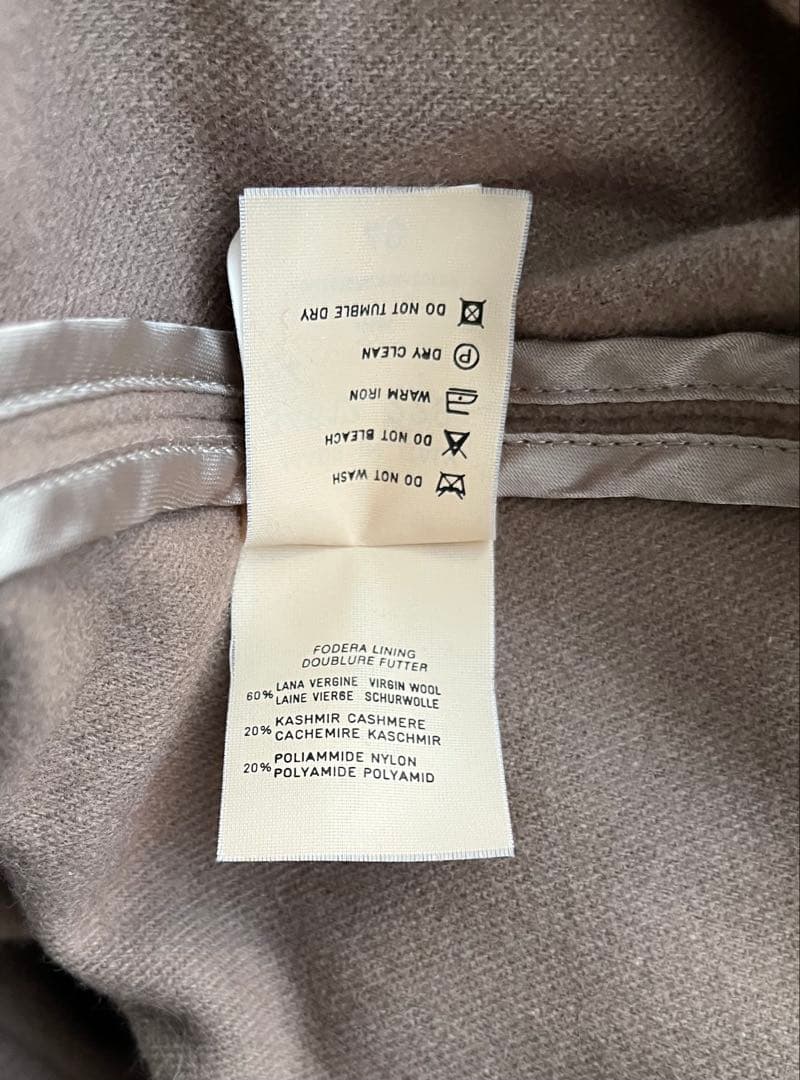 DO NOT WASH
DO NOT BLEACH
WARM IRON
P DRY CLEAN
DO NOT TUMBLE DRY
FODERA LINING
DOUBLURE FUTTER
60% LANA VERGINE VIRGIN WOOL
LAINE VIERBE SCHURWOLLE
20% KASHMIR CASHMERE
CACHEMIRE KASCHMIR
20% POLIAMMIDE NYLON
POLYAMIDE POLYAMID